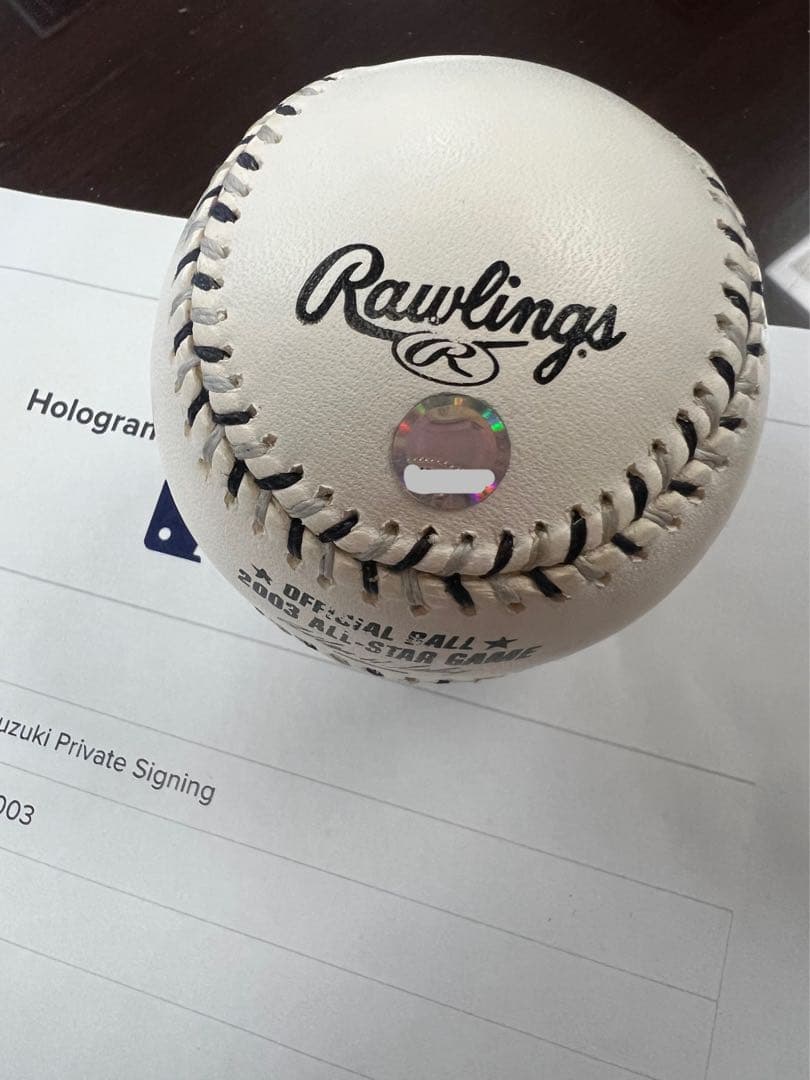 Rawlings
R
Hologram
OFFICIAL BALL
2003 ALL-STAR GAME
uzuki Private Signing
003